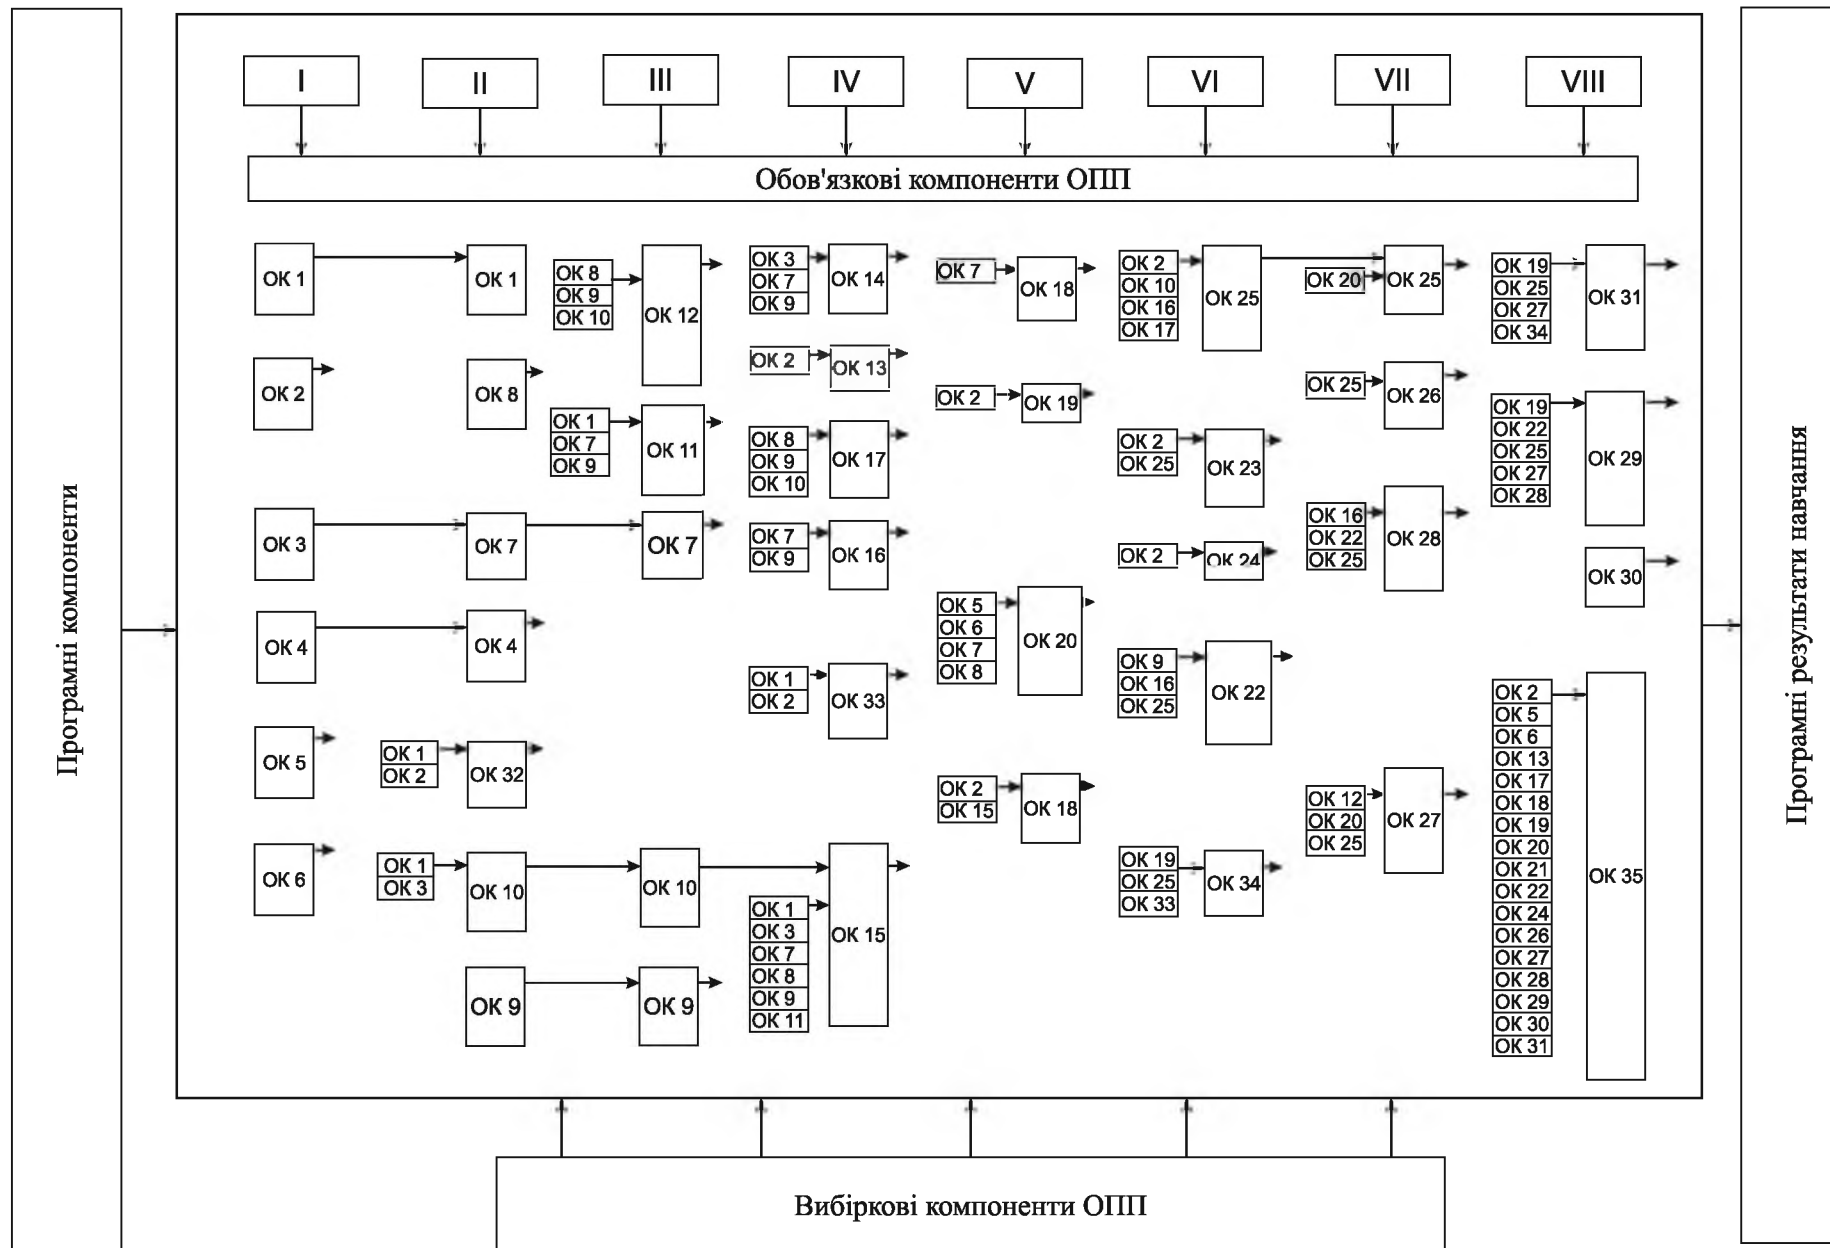 I
II
III
IV
V
VI
VII
VIII
Обов'язкові компоненти ОПП
Програмні компоненти
ОК 1
ОК 2
ОК 3
ОК 4
ОК 5
ОК 6
ОК 1
ОК 8
ОК 7
ОК 4
ОК 1
ОК 2
ОК 32
ОК 1
ОК 3
ОК 10
ОК 9
ОК 8
ОК 9
ОК 10
ОК 12
ОК 1
ОК 7
ОК 9
ОК 11
ОК 7
ОК 10
ОК 9
ОК 3
ОК 7
ОК 9
ОК 14
ОК 2
ОК 13
ОК 8
ОК 9
ОК 10
ОК 17
ОК 7
ОК 9
ОК 16
ОК 1
ОК 2
ОК 33
ОК 1
ОК 3
ОК 7
ОК 8
ОК 9
ОК 11
ОК 15
ОК 7
ОК 18
ОК 2
ОК 19
ОК 5
ОК 6
ОК 7
ОК 8
ОК 20
ОК 2
ОК 15
ОК 18
ОК 2
ОК 10
ОК 16
ОК 17
ОК 25
ОК 2
ОК 25
ОК 23
ОК 2
ОК 24
ОК 9
ОК 16
ОК 25
ОК 22
ОК 19
ОК 25
ОК 33
ОК 34
ОК 20
ОК 25
ОК 25
ОК 26
ОК 16
ОК 22
ОК 25
ОК 28
ОК 12
ОК 20
ОК 25
ОК 27
ОК 19
ОК 25
ОК 27
ОК 34
ОК 31
ОК 19
ОК 22
ОК 25
ОК 27
ОК 28
ОК 29
ОК 30
ОК 2
ОК 5
ОК 6
ОК 13
ОК 17
ОК 18
ОК 19
ОК 20
ОК 21
ОК 22
ОК 24
ОК 26
ОК 27
ОК 28
ОК 29
ОК 30
ОК 31
ОК 35
Програмні результати навчання
Вибіркові компоненти ОПП